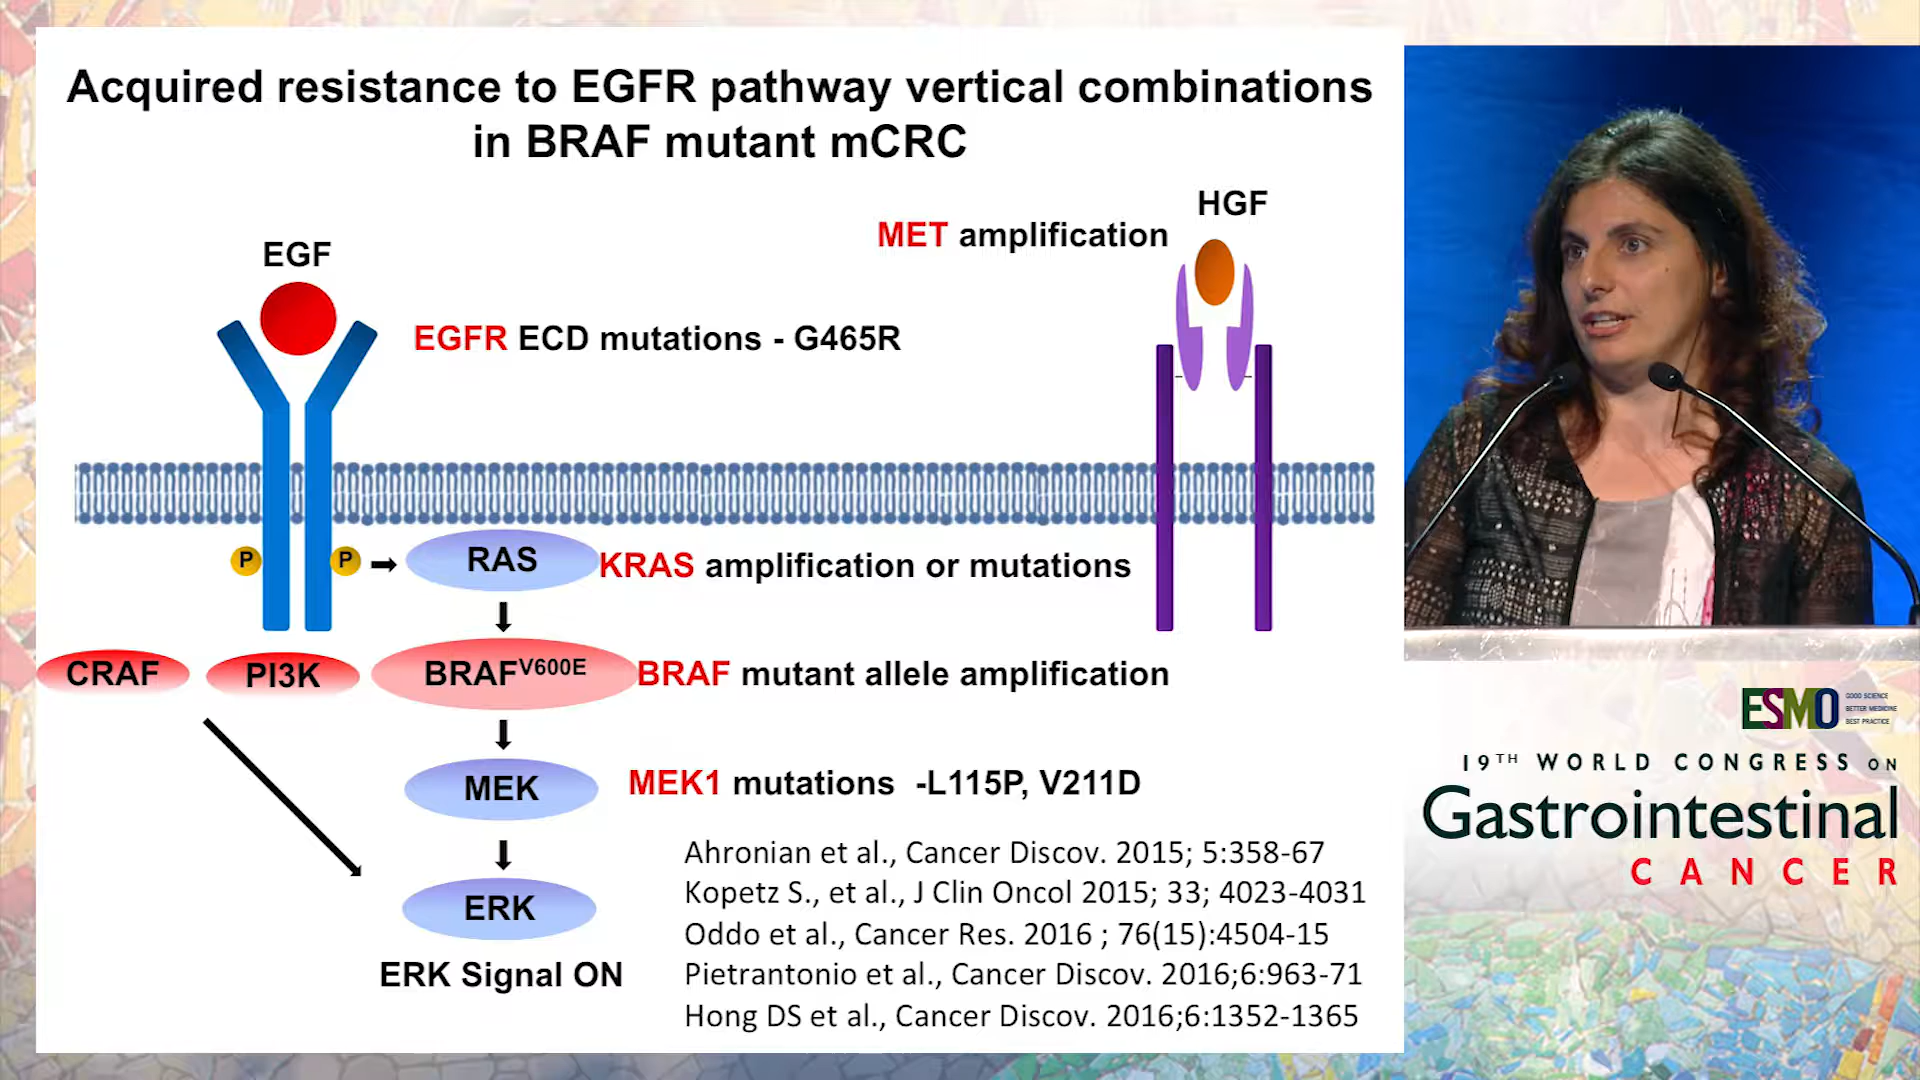 Acquired resistance to EGFR pathway vertical combinations
in BRAF mutant mCRC
HGF
MET amplification
EGF
EGFR ECD mutations - G465R
P
P
RAS
KRAS amplification or mutations
CRAF
PI3K
BRAFV600E
BRAF mutant allele amplification
MEK
MEK1 mutations -L115P, V211D
ERK
ERK Signal ON
Ahronian et al., Cancer Discov. 2015; 5:358-67
Kopetz S., et al., J Clin Oncol 2015; 33; 4023-4031
Oddo et al., Cancer Res. 2016 ; 76(15):4504-15
Pietrantonio et al., Cancer Discov. 2016;6:963-71
Hong DS et al., Cancer Discov. 2016;6:1352-1365
ESMO
GOOD SCIENCE
BETTER MEDICINE
BEST PRACTICE
19TH WORLD CONGRESS ON
Gastrointestinal
CANCER